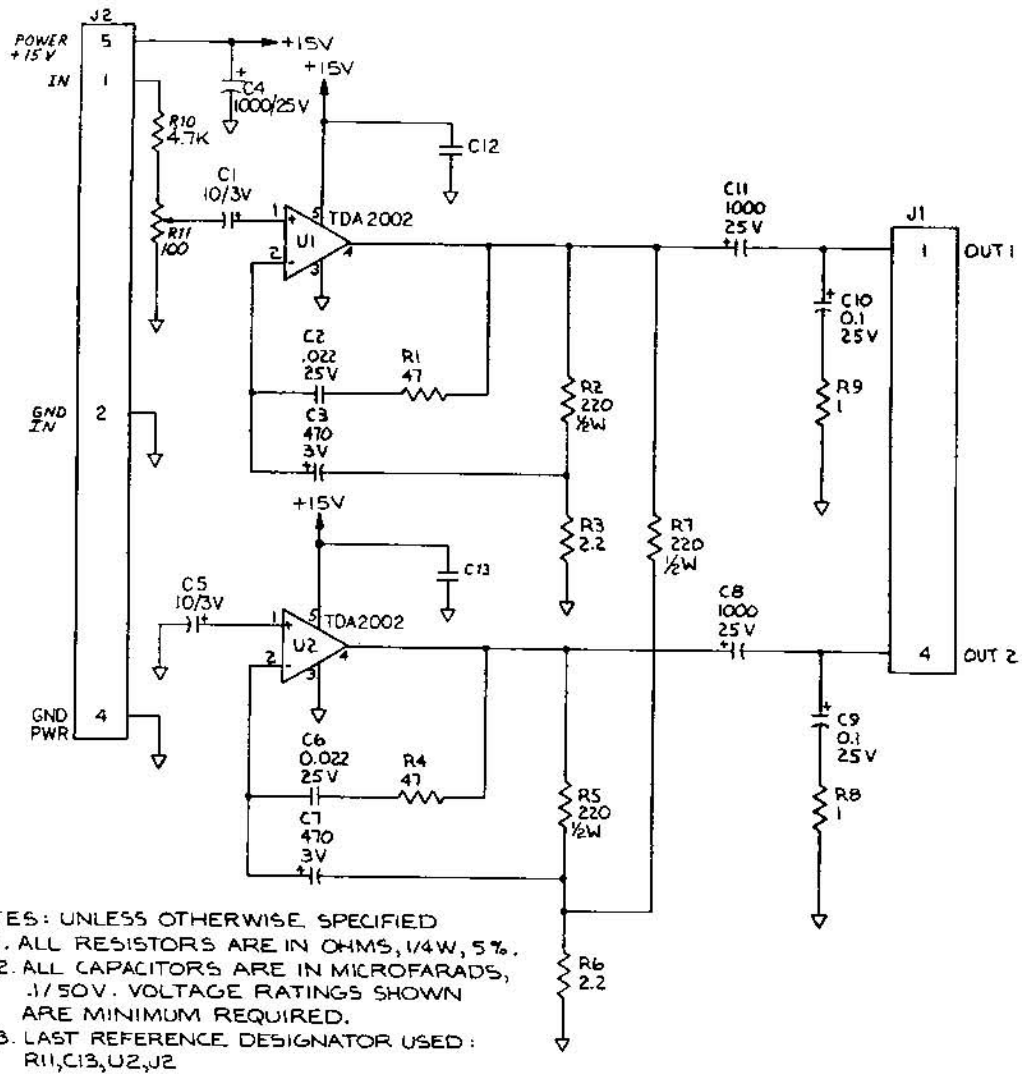 J2
POWER
+15V
5
+15V
+15V
IN
1
+
C4
1000/25V
R10
4.7K
C12
C1
10/3V
+
R11
100
1
+
5
TDA2002
U1
2
-
3
4
C11
1000
25V
+
J1
1
OUT 1
+
C10
0.1
25V
C2
.022
25V
R1
47
R2
220
½W
R9
1
GND
IN
2
C3
470
3V
+
+15V
R3
2.2
R7
220
½W
C13
C5
10/3V
+
1
+
5
TDA2002
U2
2
-
3
4
C8
1000
25V
+
4
OUT 2
GND
PWR
4
+
C9
0.1
25V
C6
0.022
25V
R4
47
R5
220
½W
R8
1
C7
470
3V
+
R6
2.2
TES: UNLESS OTHERWISE SPECIFIED
. ALL RESISTORS ARE IN OHMS, 1/4W, 5%.
2. ALL CAPACITORS ARE IN MICROFARADS,
.1/50V. VOLTAGE RATINGS SHOWN
ARE MINIMUM REQUIRED.
3. LAST REFERENCE DESIGNATOR USED:
R11,C13,U2,J2